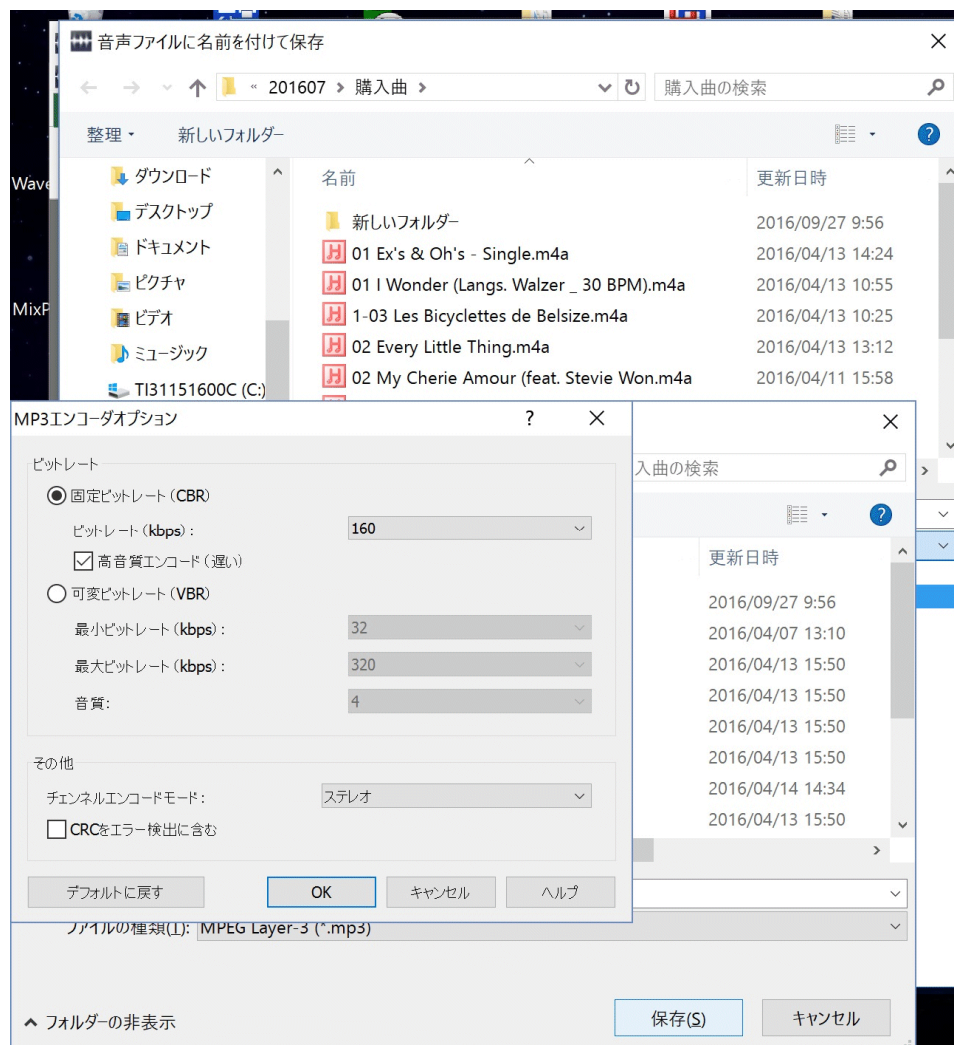 音声ファイルに名前を付けて保存
« 201607 › 購入曲 ›
購入曲の検索
整理
新しいフォルダー
Wave
MixP
ダウンロード
デスクトップ
ドキュメント
ピクチャ
ビデオ
ミュージック
TI31151600C (C:)
名前 更新日時
新しいフォルダー 2016/09/27 9:56
01 Ex's & Oh's - Single.m4a 2016/04/13 14:24
01 I Wonder (Langs. Walzer _ 30 BPM).m4a 2016/04/13 10:55
1-03 Les Bicyclettes de Belsize.m4a 2016/04/13 10:25
02 Every Little Thing.m4a 2016/04/13 13:12
02 My Cherie Amour (feat. Stevie Won.m4a 2016/04/11 15:58
MP3エンコーダオプション ?
ビットレート
固定ビットレート(CBR)
ビットレート(kbps): 160
高音質エンコード(遅い)
可変ビットレート(VBR)
最小ビットレート(kbps): 32
最大ビットレート(kbps): 320
音質: 4
その他
チェンネルエンコードモード: ステレオ
CRCをエラー検出に含む
デフォルトに戻す
OK
キャンセル
ヘルプ
入曲の検索
?
更新日時
2016/09/27 9:56
2016/04/07 13:10
2016/04/13 15:50
2016/04/13 15:50
2016/04/13 15:50
2016/04/13 15:50
2016/04/14 14:34
2016/04/13 15:50
ファイルの種類(T): MPEG Layer-3 (*.mp3)
フォルダーの非表示
保存(S)
キャンセル